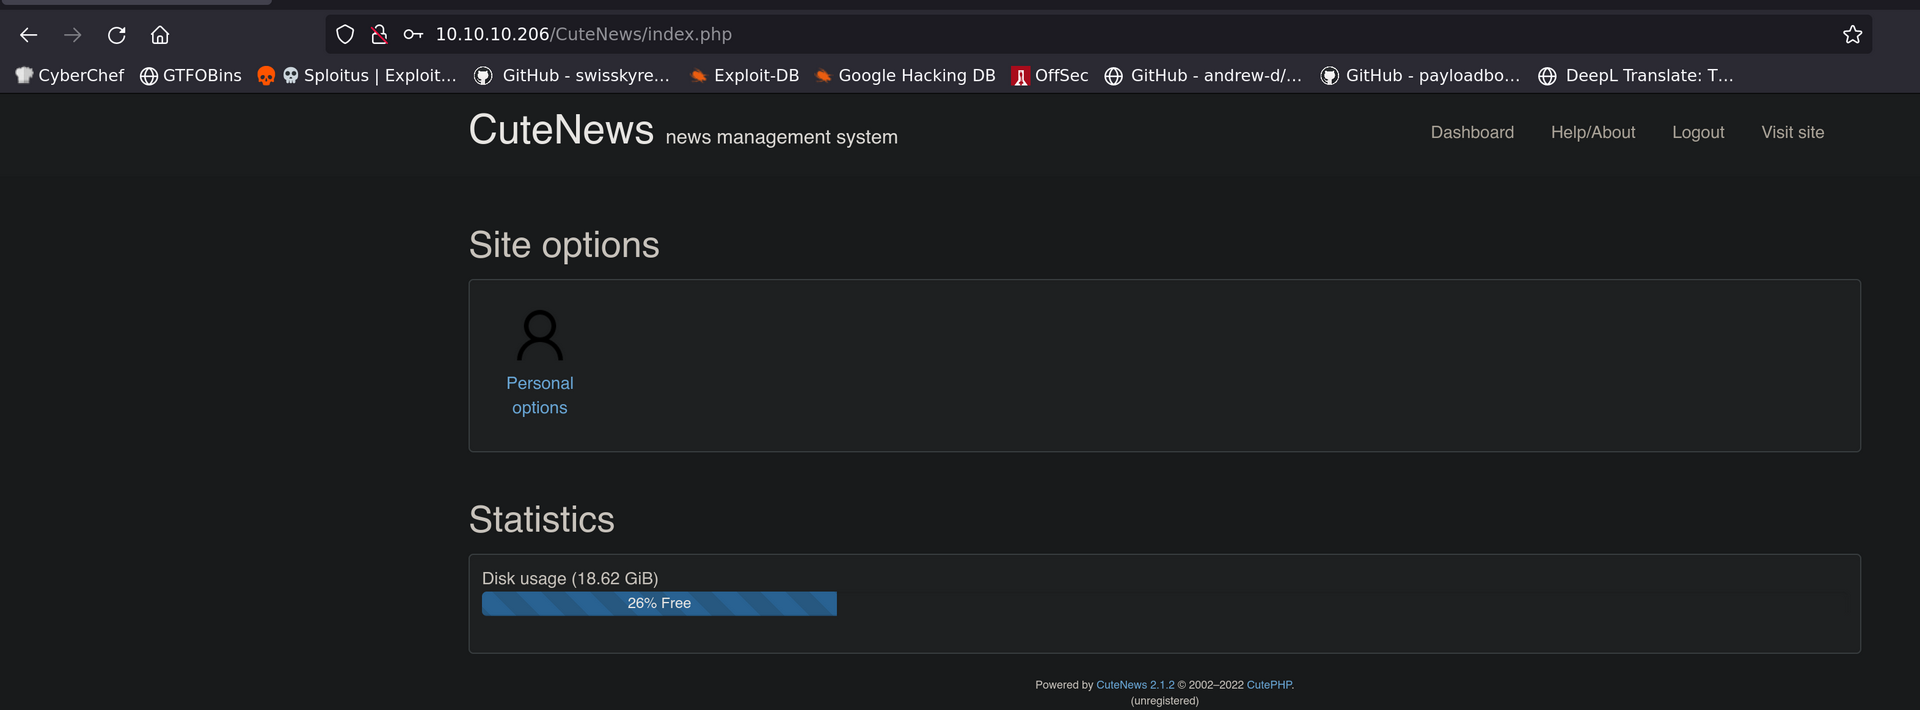 10.10.10.206/CuteNews/index.php
CyberChef GTFOBins Sploitus | Exploit... GitHub - swisskyre... Exploit-DB Google Hacking DB OffSec GitHub - andrew-d/... GitHub - payloadbo... DeepL Translate: T...
CuteNews news management system Dashboard Help/About Logout Visit site
Site options
Personal
options
Statistics
Disk usage (18.62 GiB)
26% Free
Powered by CuteNews 2.1.2 © 2002–2022 CutePHP.
(unregistered)